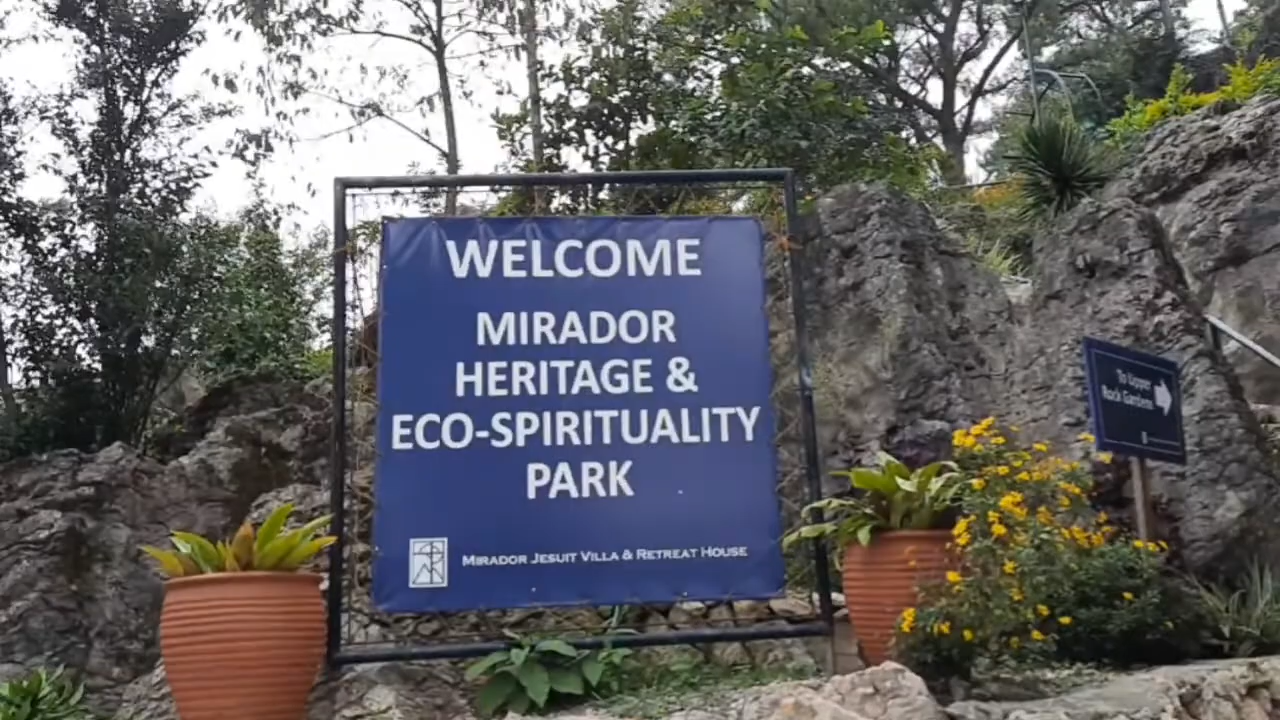 WELCOME
MIRADOR
HERITAGE &
ECO-SPIRITUALITY
PARK
MIRADOR JESUIT VILLA & RETREAT HOUSE
To Upper
Rock Gardens